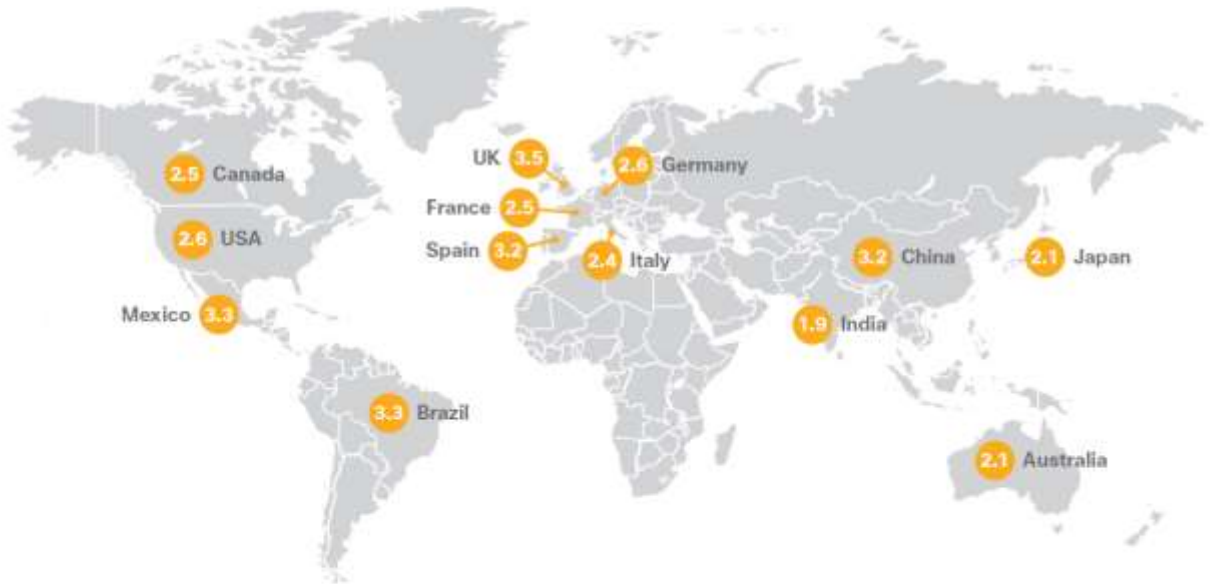 UK 3.5
2.6 Germany
2.5 Canada
France 2.5
2.6 USA
Spain 3.2
2.4 Italy
3.2 China
2.1 Japan
Mexico 3.3
1.9 India
3.3 Brazil
2.1 Australia